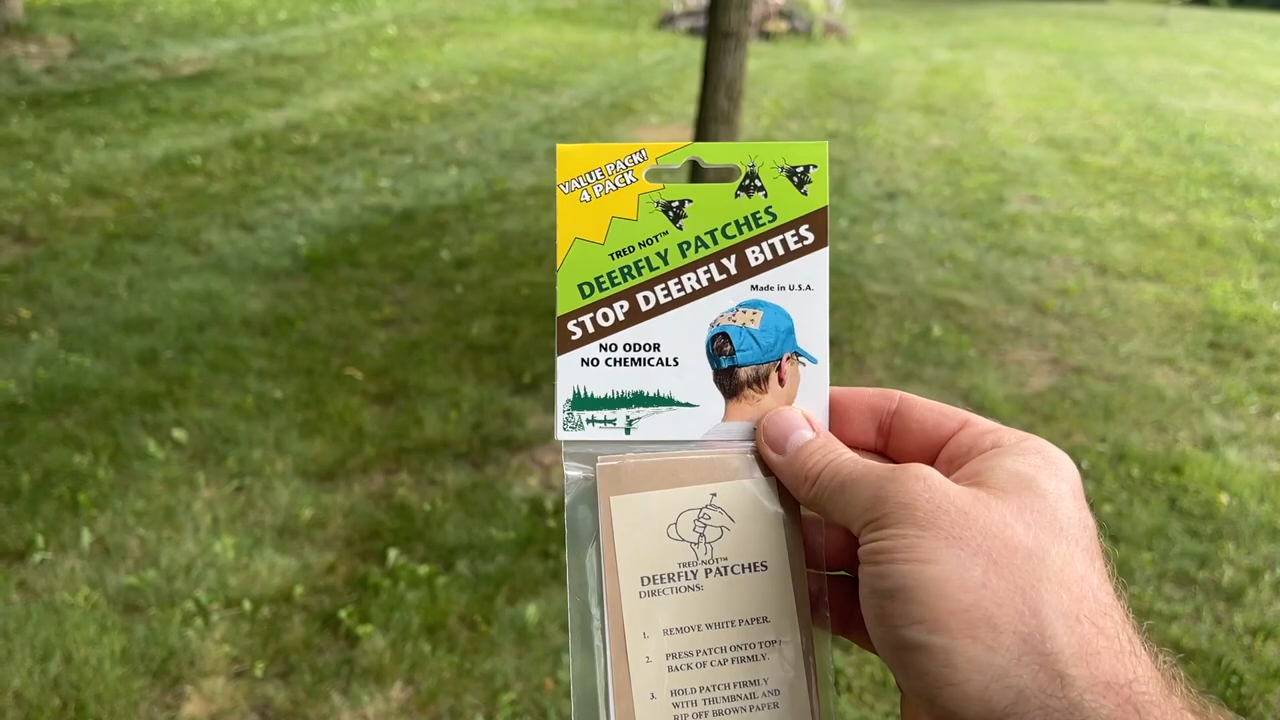 VALUE PACK!
4 PACK
TRED NOT™
DEERFLY PATCHES
STOP DEERFLY BITES
Made in U.S.A.
NO ODOR
NO CHEMICALS
TRED-NOT™
DEERFLY PATCHES
DIRECTIONS:
1. REMOVE WHITE PAPER.
2. PRESS PATCH ONTO TOP /
BACK OF CAP FIRMLY.
3. HOLD PATCH FIRMLY
WITH THUMBNAIL AND
RIP OFF BROWN PAPER